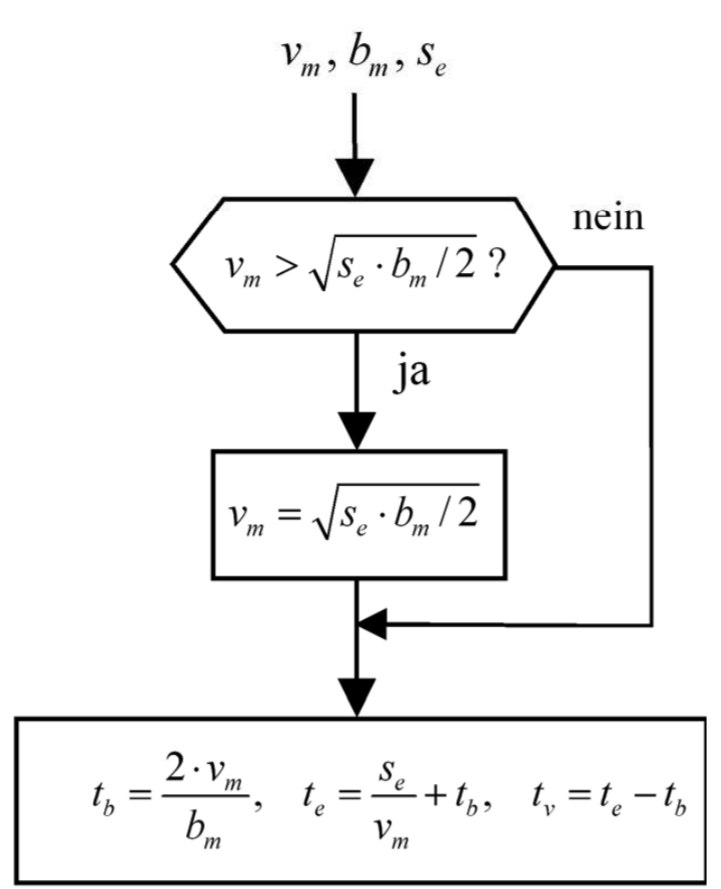 v_m, b_m, s_e
v_m > √(s_e · b_m / 2) ?
nein
ja
v_m = √(s_e · b_m / 2)
t_b = (2 · v_m) / b_m, t_e = s_e / v_m + t_b, t_v = t_e − t_b